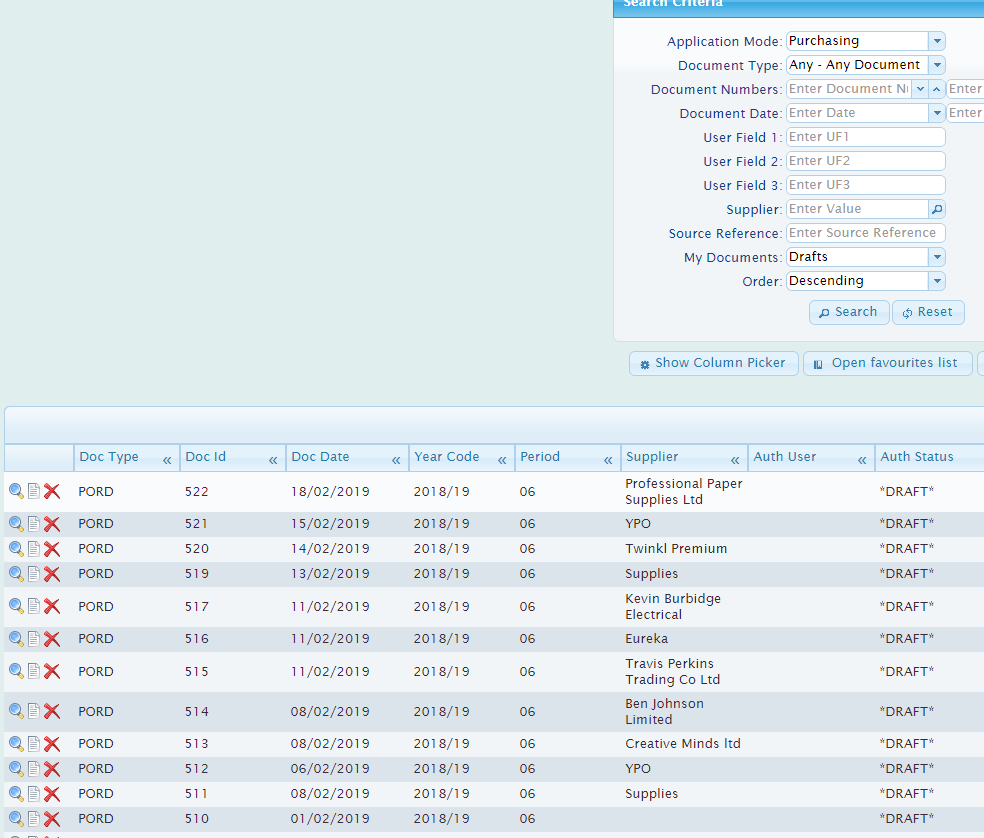 Search Criteria
Application Mode: Purchasing
Document Type: Any - Any Document
Document Numbers: Enter Document Nu Enter
Document Date: Enter Date Enter
User Field 1: Enter UF1
User Field 2: Enter UF2
User Field 3: Enter UF3
Supplier: Enter Value
Source Reference: Enter Source Reference
My Documents: Drafts
Order: Descending
Search Reset
Show Column Picker Open favourites list
Doc Type « Doc Id « Doc Date « Year Code « Period « Supplier « Auth User « Auth Status
PORD 522 18/02/2019 2018/19 06 Professional Paper *DRAFT*
Supplies Ltd
PORD 521 15/02/2019 2018/19 06 YPO *DRAFT*
PORD 520 14/02/2019 2018/19 06 Twinkl Premium *DRAFT*
PORD 519 13/02/2019 2018/19 06 Supplies *DRAFT*
PORD 517 11/02/2019 2018/19 06 Kevin Burbidge *DRAFT*
Electrical
PORD 516 11/02/2019 2018/19 06 Eureka *DRAFT*
PORD 515 11/02/2019 2018/19 06 Travis Perkins *DRAFT*
Trading Co Ltd
PORD 514 08/02/2019 2018/19 06 Ben Johnson *DRAFT*
Limited
PORD 513 08/02/2019 2018/19 06 Creative Minds ltd *DRAFT*
PORD 512 06/02/2019 2018/19 06 YPO *DRAFT*
PORD 511 08/02/2019 2018/19 06 Supplies *DRAFT*
PORD 510 01/02/2019 2018/19 06 *DRAFT*